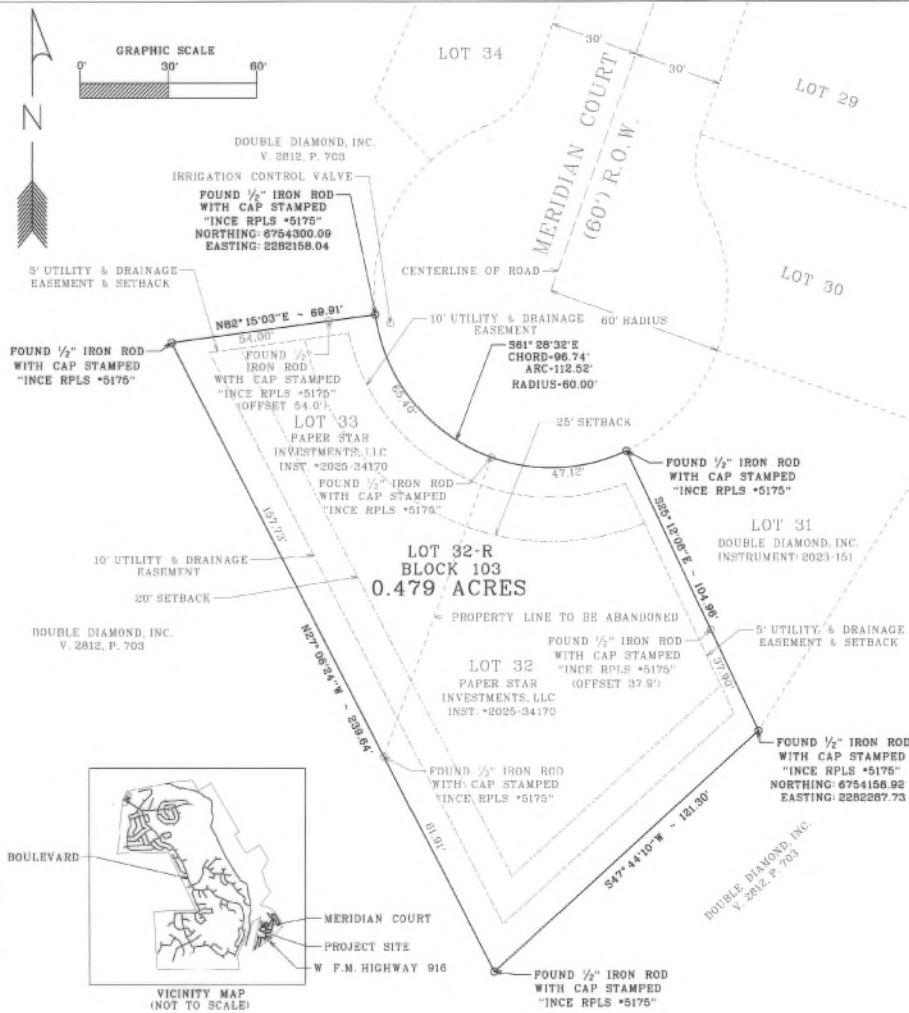 GRAPHIC SCALE
0' 30' 60'
N
LOT 34
30'
30'
LOT 29
MERIDIAN COURT
(60') R.O.W.
DOUBLE DIAMOND, INC.
V. 2812, P. 703
IRRIGATION CONTROL VALVE
FOUND ½" IRON ROD
WITH CAP STAMPED
"INCE RPLS *5175"
NORTHING: 6754300.09
EASTING: 2282158.04
5' UTILITY & DRAINAGE
EASEMENT & SETBACK
CENTERLINE OF ROAD
LOT 30
60' RADIUS
N82° 15'03"E ~ 69.91'
54.00'
10' UTILITY & DRAINAGE
EASEMENT
S61° 28'32"E
CHORD=96.74'
ARC=112.52'
RADIUS=60.00'
FOUND ½" IRON ROD
WITH CAP STAMPED
"INCE RPLS *5175"
FOUND ½"
IRON ROD
WITH CAP STAMPED
"INCE RPLS *5175"
(OFFSET 54.0')
65.40'
LOT 33
PAPER STAR
INVESTMENTS, LLC
INST. *2025-34170
25' SETBACK
FOUND ½" IRON ROD
WITH CAP STAMPED
"INCE RPLS *5175"
47.12'
FOUND ½" IRON ROD
WITH CAP STAMPED
"INCE RPLS *5175"
LOT 31
DOUBLE DIAMOND, INC.
INSTRUMENT: 2023-151
S25° 12'08"E ~ 104.96'
157.73'
10' UTILITY & DRAINAGE
EASEMENT
20' SETBACK
LOT 32-R
BLOCK 103
0.479 ACRES
PROPERTY LINE TO BE ABANDONED
DOUBLE DIAMOND, INC.
V. 2812, P. 703
N27° 06'24"W ~ 239.64'
FOUND ½" IRON ROD
WITH CAP STAMPED
"INCE RPLS *5175"
(OFFSET 37.9')
5' UTILITY & DRAINAGE
EASEMENT & SETBACK
37.90'
LOT 32
PAPER STAR
INVESTMENTS, LLC
INST. *2025-34170
FOUND ½" IRON ROD
WITH CAP STAMPED
"INCE RPLS *5175"
NORTHING: 6754158.92
EASTING: 2282287.73
FOUND ½" IRON ROD
WITH CAP STAMPED
"INCE RPLS *5175"
81.91'
S47° 44'10"W ~ 121.30'
DOUBLE DIAMOND, INC.
V. 2812, P. 703
BOULEVARD
MERIDIAN COURT
PROJECT SITE
W F.M. HIGHWAY 916
VICINITY MAP
(NOT TO SCALE)
FOUND ½" IRON ROD
WITH CAP STAMPED
"INCE RPLS *5175"